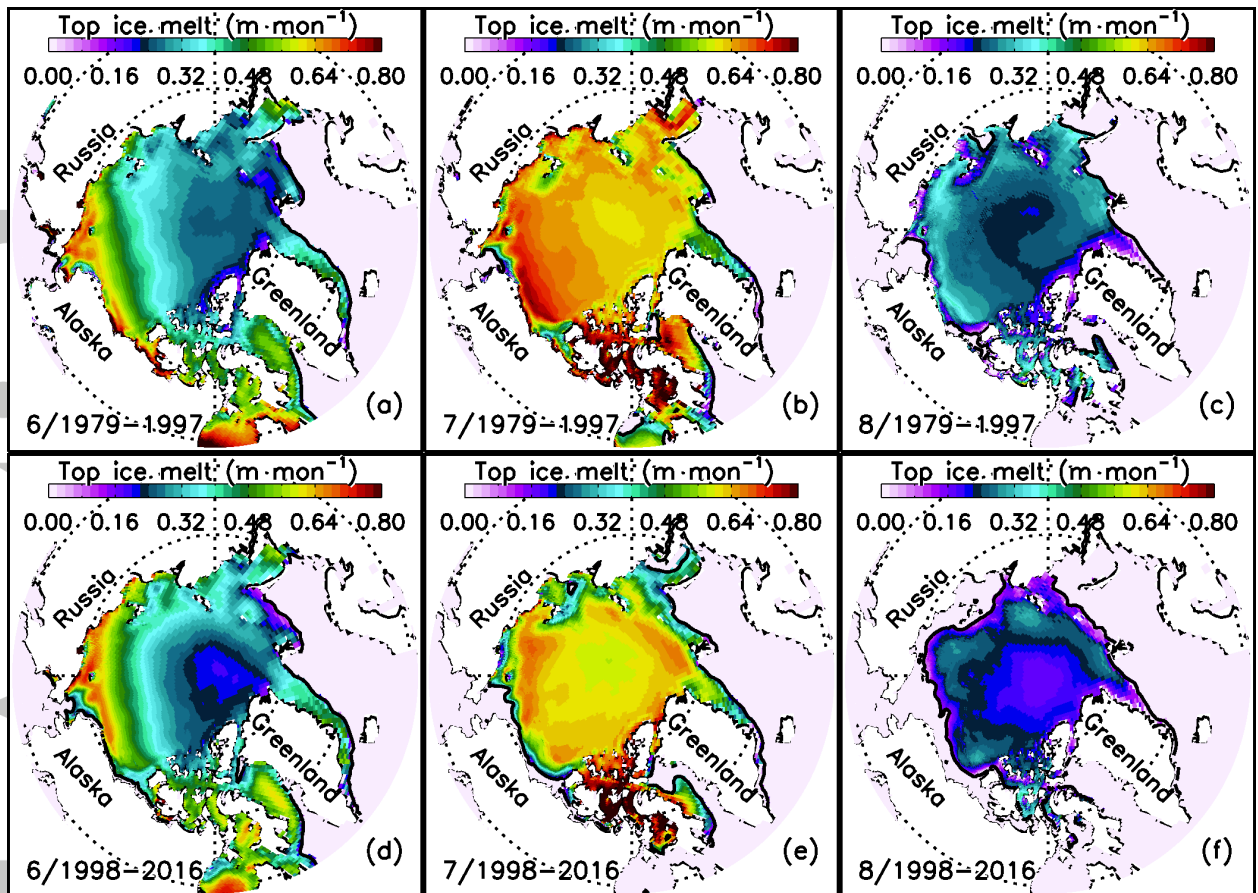 Top ice melt (m·mon⁻¹)
0.00 0.16 0.32 0.48 0.64 0.80
Russia
Alaska
Greenland
6/1979-1997
(a)
Top ice melt (m·mon⁻¹)
0.00 0.16 0.32 0.48 0.64 0.80
Russia
Alaska
Greenland
7/1979-1997
(b)
Top ice melt (m·mon⁻¹)
0.00 0.16 0.32 0.48 0.64 0.80
Russia
Alaska
Greenland
8/1979-1997
(c)
Top ice melt (m·mon⁻¹)
0.00 0.16 0.32 0.48 0.64 0.80
Russia
Alaska
Greenland
6/1998-2016
(d)
Top ice melt (m·mon⁻¹)
0.00 0.16 0.32 0.48 0.64 0.80
Russia
Alaska
Greenland
7/1998-2016
(e)
Top ice melt (m·mon⁻¹)
0.00 0.16 0.32 0.48 0.64 0.80
Russia
Alaska
Greenland
8/1998-2016
(f)